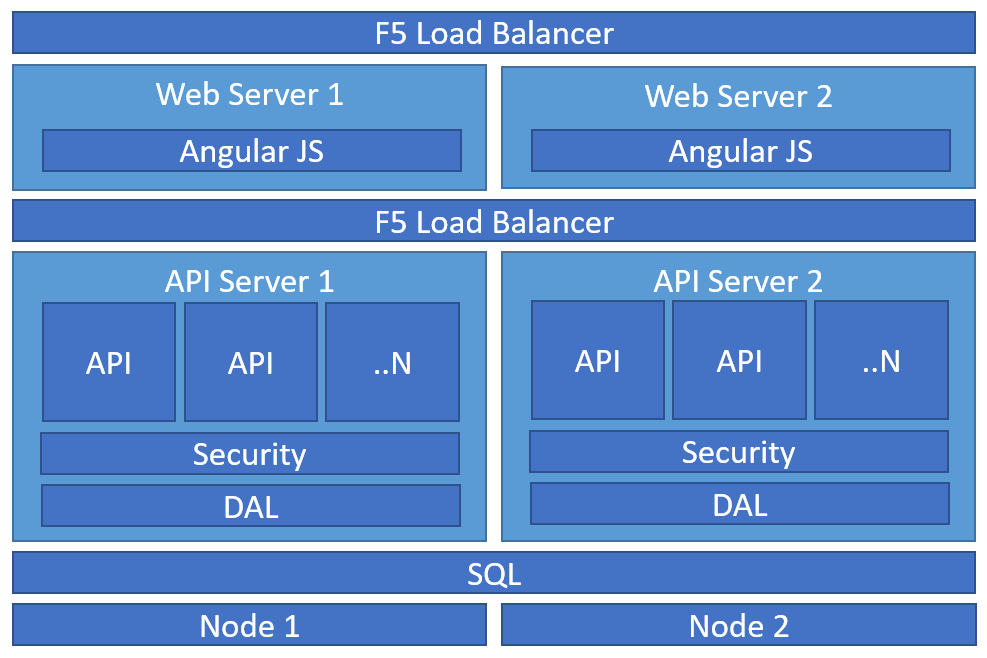 F5 Load Balancer
Web Server 1
Angular JS
Web Server 2
Angular JS
F5 Load Balancer
API Server 1
API
API
..N
Security
DAL
API Server 2
API
API
..N
Security
DAL
SQL
Node 1
Node 2